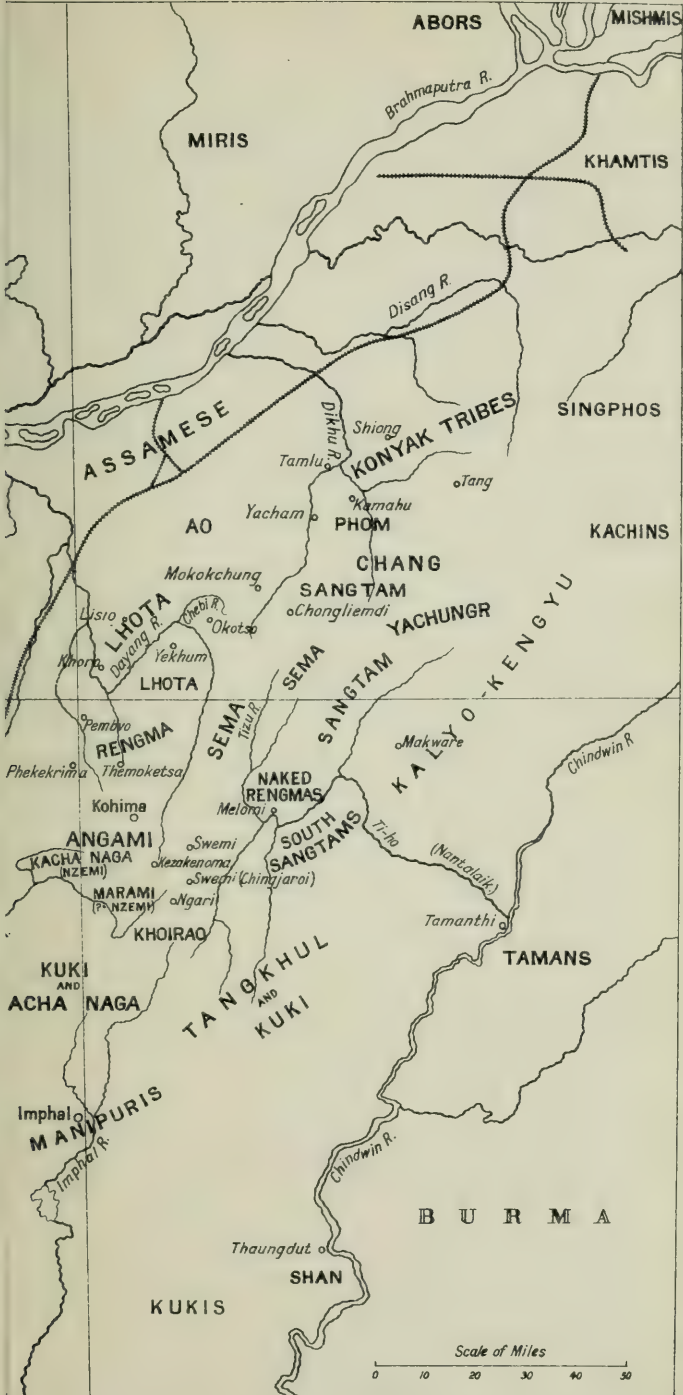 ABORS
MISHMIS
Brahmaputra R.
MIRIS
KHAMTIS
Disang R.
ASSAMESE
Dikhu R.
Shiong
KONYAK TRIBES
SINGPHOS
Tamlu
Tang
Kamahu
Yacham
PHOM
AO
KACHINS
CHANG
Mokokchung
SANGTAM
Chongliemdi
YACHUNGR
Lisio
LHOTA
Chebi R.
Okotso
Dayang R.
Yekhum
Khora
LHOTA
SEMA
SEMA
Tizu R.
SANGTAM
KALYO-KENGYU
Pembvo
RENGMA
Makware
Chindwin R
Phekekrima
Themoketsa
NAKED
RENGMAS
Kohima
Melomi
SOUTH
SANGTAMS
Ti-ho
(Nantalaik)
ANGAMI
Swemi
KACHA NAGA
(NZEMI)
Kezakenoma
Swemi (Chingjaroi)
MARAMI
(?= NZEMI)
Ngari
Tamanthi
KHOIRAO
TAMANS
KUKI
AND
ACHA NAGA
TANGKHUL
AND
KUKI
Imphal
MANIPURIS
Imphal R.
Chindwin R.
BURMA
Thaungdut
SHAN
KUKIS
Scale of Miles
0 10 20 30 40 50